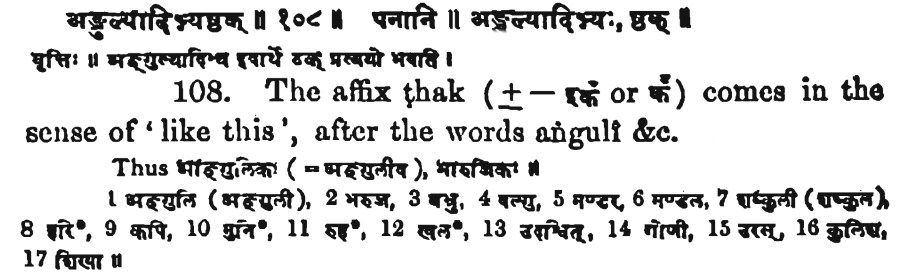 अङ्गुल्यादिभ्यष्ठक् ॥ १०८ ॥ पदानि ॥ अङ्गुल्यादिभ्यः, ठक् ॥
वृत्तिः ॥ अङ्गुल्यादिभ्य इवार्थे ठक् प्रत्ययो भवति ।
108. The affix ṭhak ( ± — इकँ or कँ ) comes in the
sense of ‘like this’, after the words aṅgulî &c.
Thus आङ्गुलिकः ( = अङ्गुलीव ), भारुजिकः ॥
1 अङ्गुलि (अङ्गुली), 2 भरुज, 3 बभ्रु, 4 वल्गु, 5 मण्डर, 6 मण्डल, 7 शष्कुली (शष्कुल),
8 हरि*, 9 कपि, 10 मुनि*, 11 रुह*, 12 खल*, 13 उदश्वित्, 14 गोणी, 15 उरस्, 16 कुलिश,
17 शिखा ॥